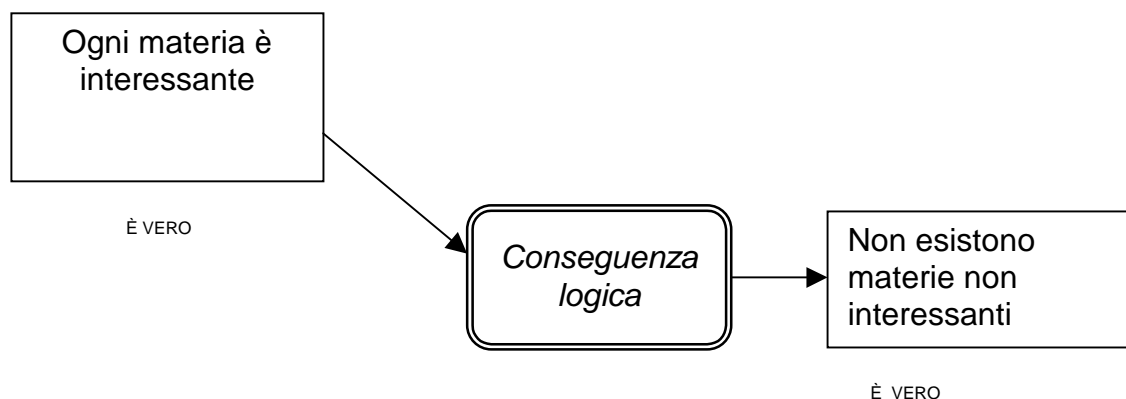 Ogni materia è
interessante
È VERO
Conseguenza
logica
Non esistono
materie non
interessanti
È VERO